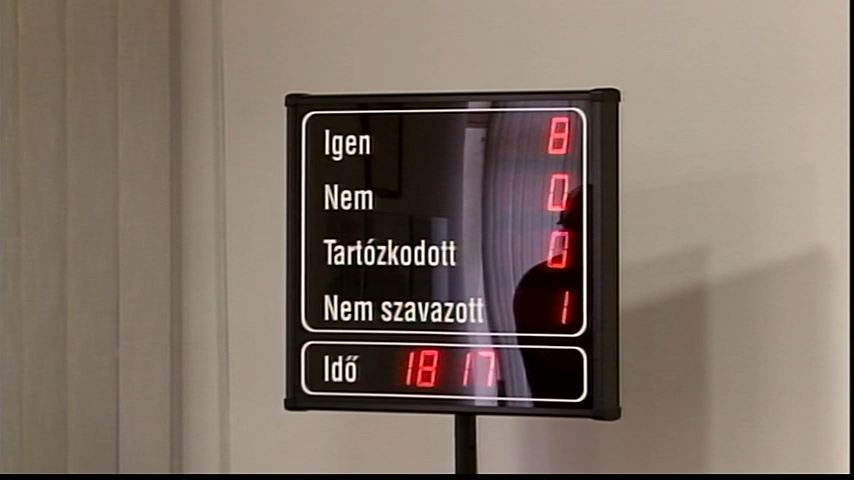 Igen 8
Nem 0
Tartózkodott 0
Nem szavazott 1
Idő 18 17